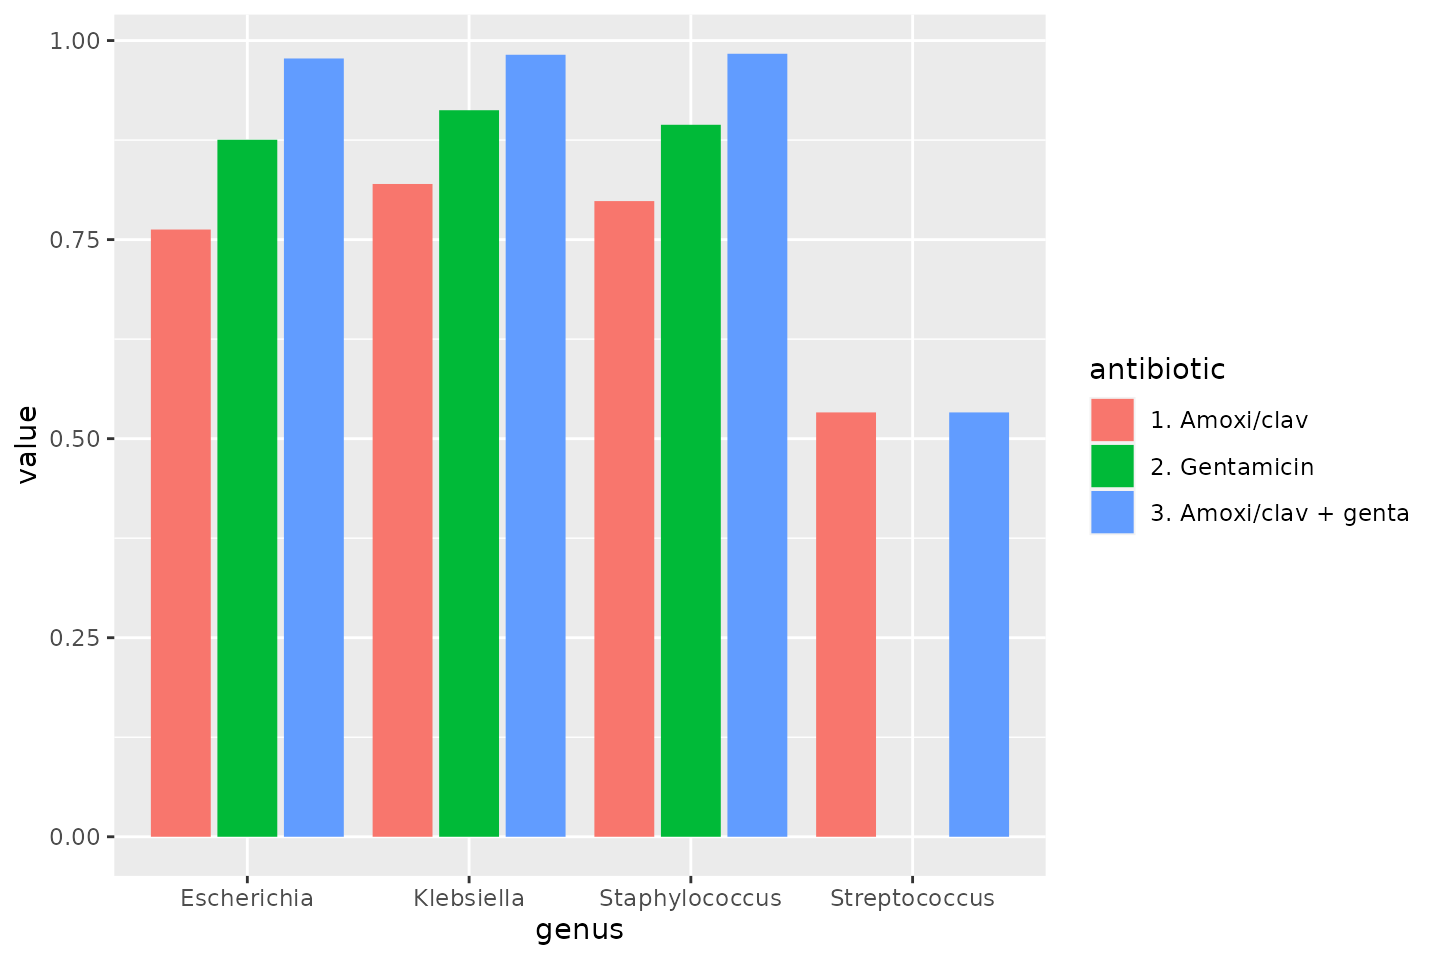 1.00
0.75
0.50
0.25
0.00
value
Escherichia Klebsiella Staphylococcus Streptococcus
genus
antibiotic
1. Amoxi/clav
2. Gentamicin
3. Amoxi/clav + genta